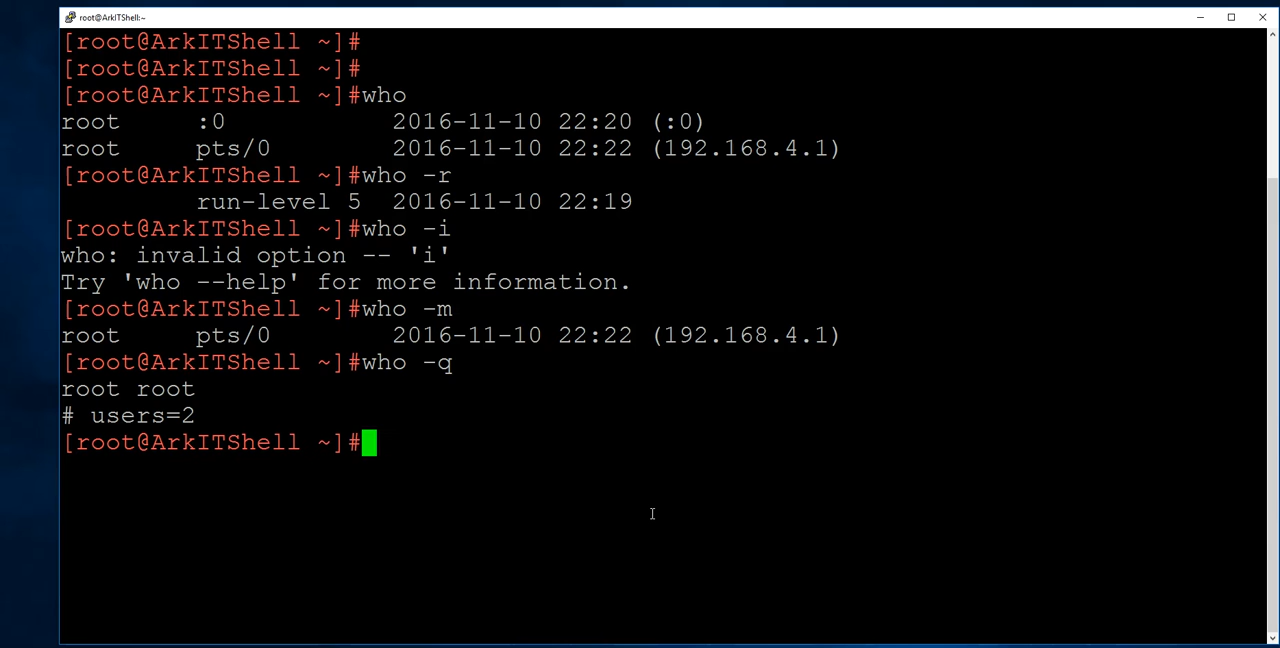 root@ArkITShell:~
[root@ArkITShell ~]#
[root@ArkITShell ~]#
[root@ArkITShell ~]#who
root     :0           2016-11-10 22:20 (:0)
root     pts/0        2016-11-10 22:22 (192.168.4.1)
[root@ArkITShell ~]#who -r
         run-level 5  2016-11-10 22:19
[root@ArkITShell ~]#who -i
who: invalid option -- 'i'
Try 'who --help' for more information.
[root@ArkITShell ~]#who -m
root     pts/0        2016-11-10 22:22 (192.168.4.1)
[root@ArkITShell ~]#who -q
root root
# users=2
[root@ArkITShell ~]#